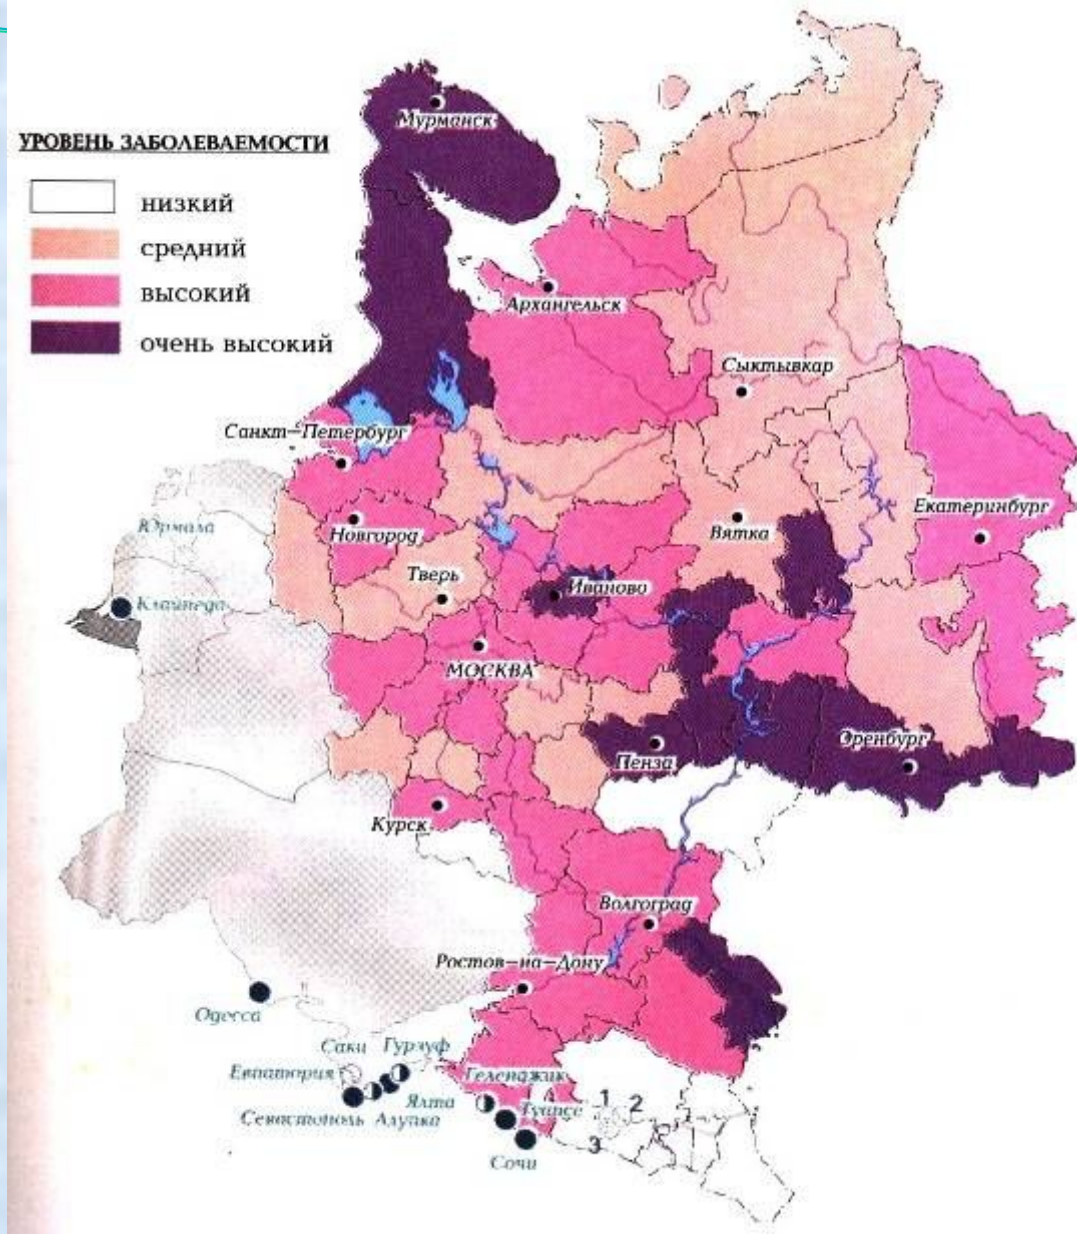 УРОВЕНЬ ЗАБОЛЕВАЕМОСТИ
низкий
средний
высокий
очень высокий
Мурманск
Архангельск
Сыктывкар
Санкт-Петербург
Екатеринбург
Юрмала
Новгород
Вятка
Тверь
Иваново
Клайпеда
МОСКВА
Пенза
Оренбург
Курск
Волгоград
Ростов-на-Дону
Одесса
Саки
Гурзуф
Евпатория
Геленджик
Ялта
Туапсе
Севастополь
Алупка
Сочи
1
2
3